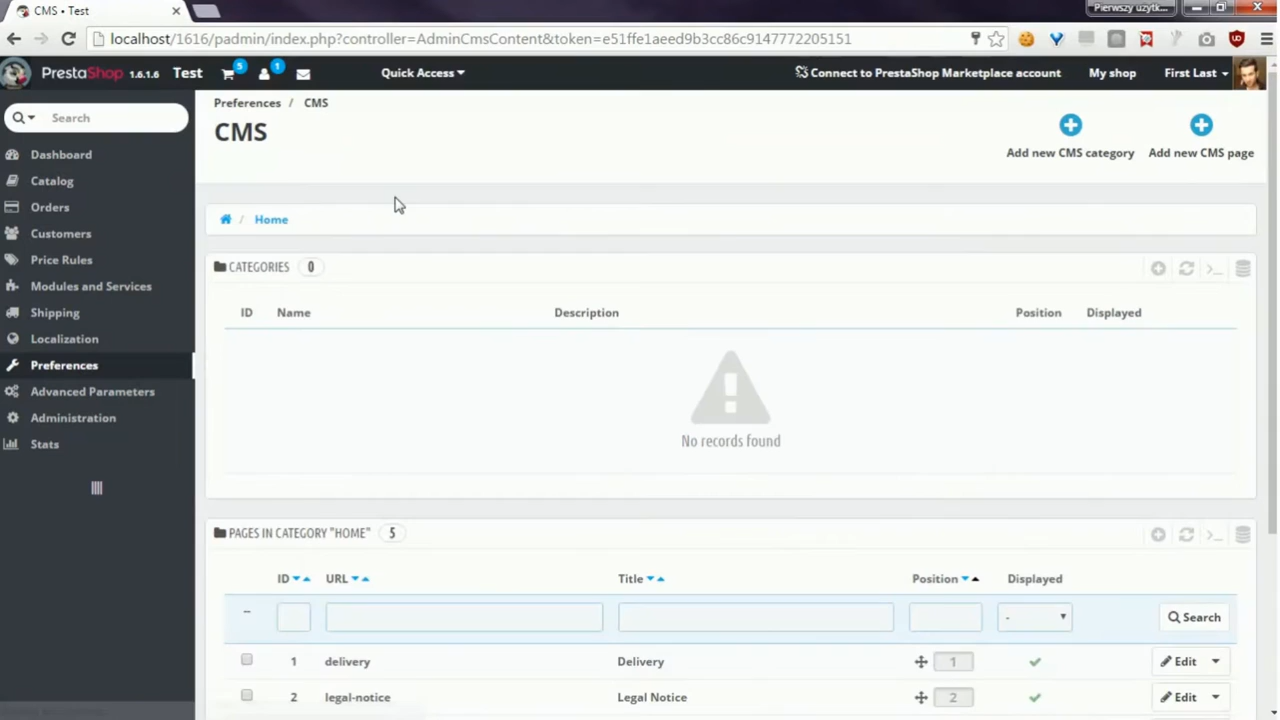 CMS • Test
Pierwszy użytk...
localhost/1616/padmin/index.php?controller=AdminCmsContent&token=e51ffe1aeed9b3cc86c9147772205151
PrestaShop 1.6.1.6 Test 5 1 Quick Access Connect to PrestaShop Marketplace account My shop First Last
Search
Dashboard
Catalog
Orders
Customers
Price Rules
Modules and Services
Shipping
Localization
Preferences
Advanced Parameters
Administration
Stats
Preferences / CMS
CMS
Add new CMS category Add new CMS page
/ Home
CATEGORIES 0
ID Name Description Position Displayed
No records found
PAGES IN CATEGORY "HOME" 5
ID URL Title Position Displayed
-- - Search
1 delivery Delivery 1 Edit
2 legal-notice Legal Notice 2 Edit